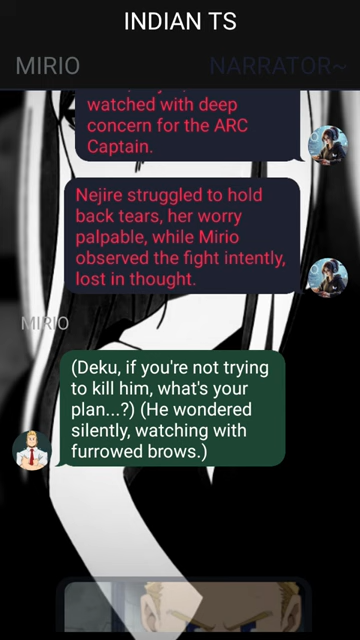 INDIAN TS
MIRIO
NARRATOR~
watched with deep
concern for the ARC
Captain.
Nejire struggled to hold
back tears, her worry
palpable, while Mirio
observed the fight intently,
lost in thought.
MIRIO
(Deku, if you're not trying
to kill him, what's your
plan...?) (He wondered
silently, watching with
furrowed brows.)